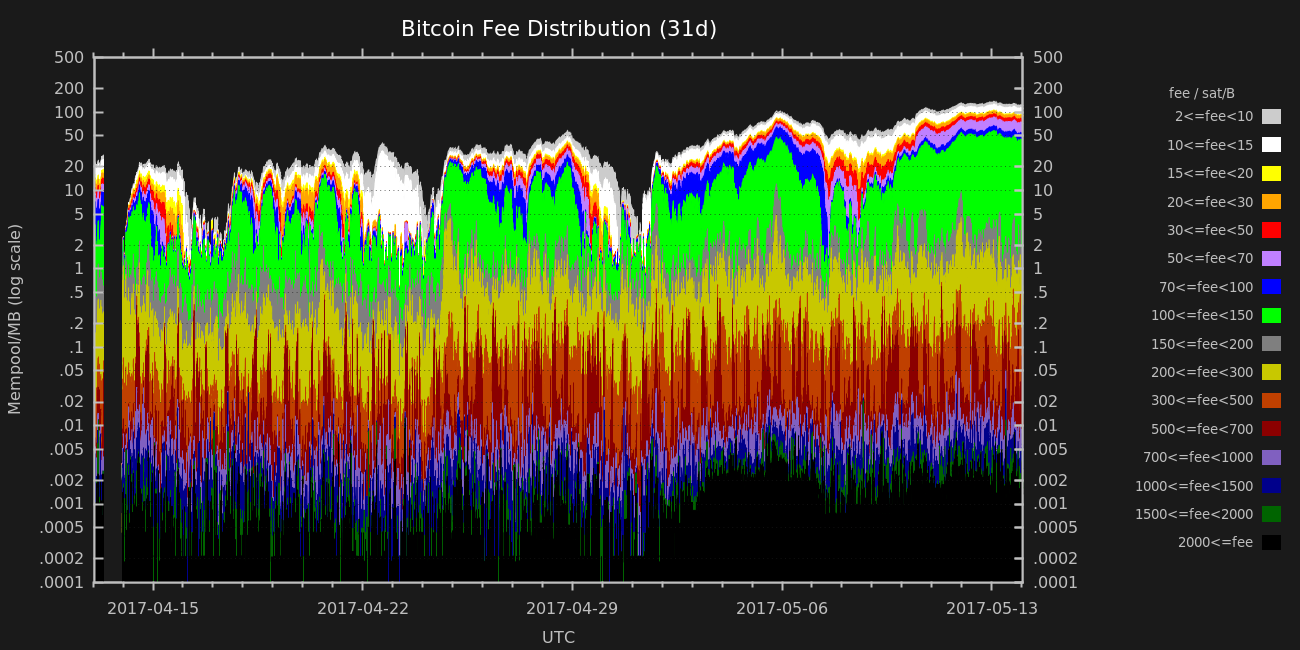 Bitcoin Fee Distribution (31d)
500 500
200 200
100 100
50 50
20 20
10 10
5 5
2 2
1 1
.5 .5
.2 .2
.1 .1
.05 .05
.02 .02
.01 .01
.005 .005
.002 .002
.001 .001
.0005 .0005
.0002 .0002
.0001 .0001
Mempool/MB (log scale)
2017-04-15 2017-04-22 2017-04-29 2017-05-06 2017-05-13
UTC
fee / sat/B
2<=fee<10
10<=fee<15
15<=fee<20
20<=fee<30
30<=fee<50
50<=fee<70
70<=fee<100
100<=fee<150
150<=fee<200
200<=fee<300
300<=fee<500
500<=fee<700
700<=fee<1000
1000<=fee<1500
1500<=fee<2000
2000<=fee